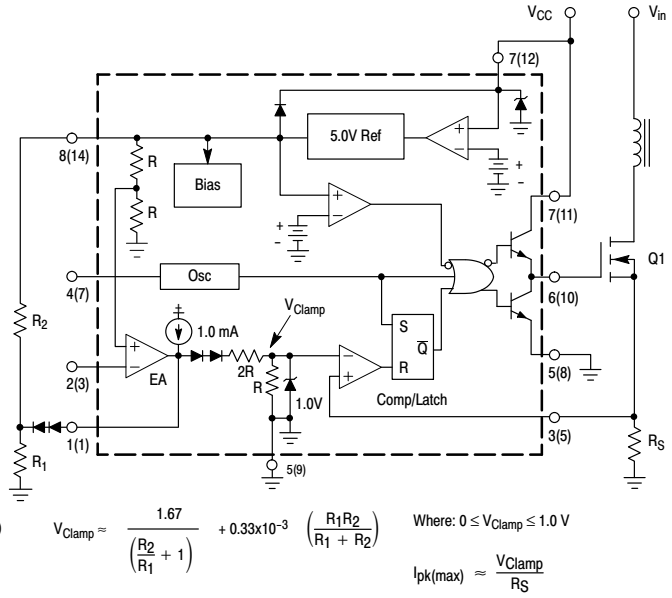 VCC
Vin
7(12)
8(14)
R
Bias
5.0V Ref
+
−
+
-
R
+
−
+
-
7(11)
Q1
4(7)
Osc
6(10)
VClamp
R2
1.0 mA
S
Q
R
+
−
EA
2R
R
1.0V
−
+
Comp/Latch
2(3)
5(8)
1(1)
3(5)
R1
5(9)
RS
)
VClamp ≈ 1.67 / (R2/R1 + 1) + 0.33x10−3 (R1R2 / R1 + R2)
Where: 0 ≤ VClamp ≤ 1.0 V
Ipk(max) ≈ VClamp / RS